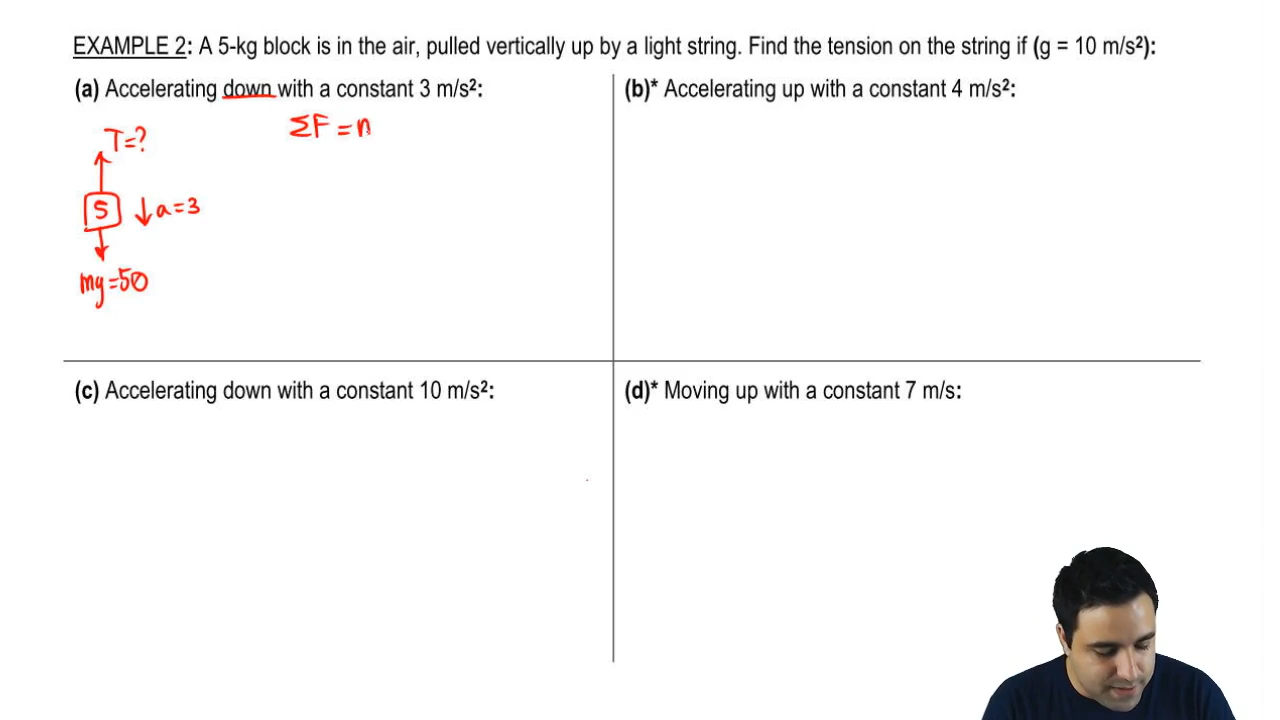 EXAMPLE 2: A 5-kg block is in the air, pulled vertically up by a light string. Find the tension on the string if (g = 10 m/s²):
(a) Accelerating down with a constant 3 m/s²:
ΣF = n
T=?
5
↓a=3
mg=50
(b)* Accelerating up with a constant 4 m/s²:
(c) Accelerating down with a constant 10 m/s²:
(d)* Moving up with a constant 7 m/s: